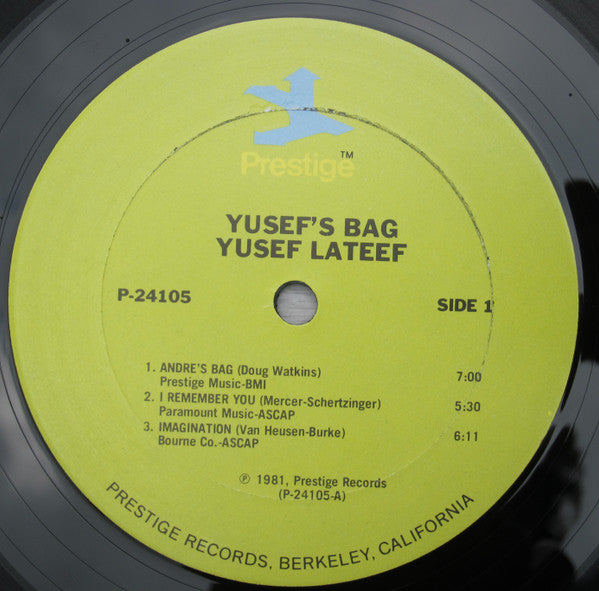 Prestige™
YUSEF'S BAG
YUSEF LATEEF
P-24105
SIDE 1
1. ANDRE'S BAG (Doug Watkins) 7:00
Prestige Music-BMI
2. I REMEMBER YOU (Mercer-Schertzinger) 5:30
Paramount Music-ASCAP
3. IMAGINATION (Van Heusen-Burke) 6:11
Bourne Co.-ASCAP
℗ 1981, Prestige Records
(P-24105-A)
PRESTIGE RECORDS, BERKELEY, CALIFORNIA